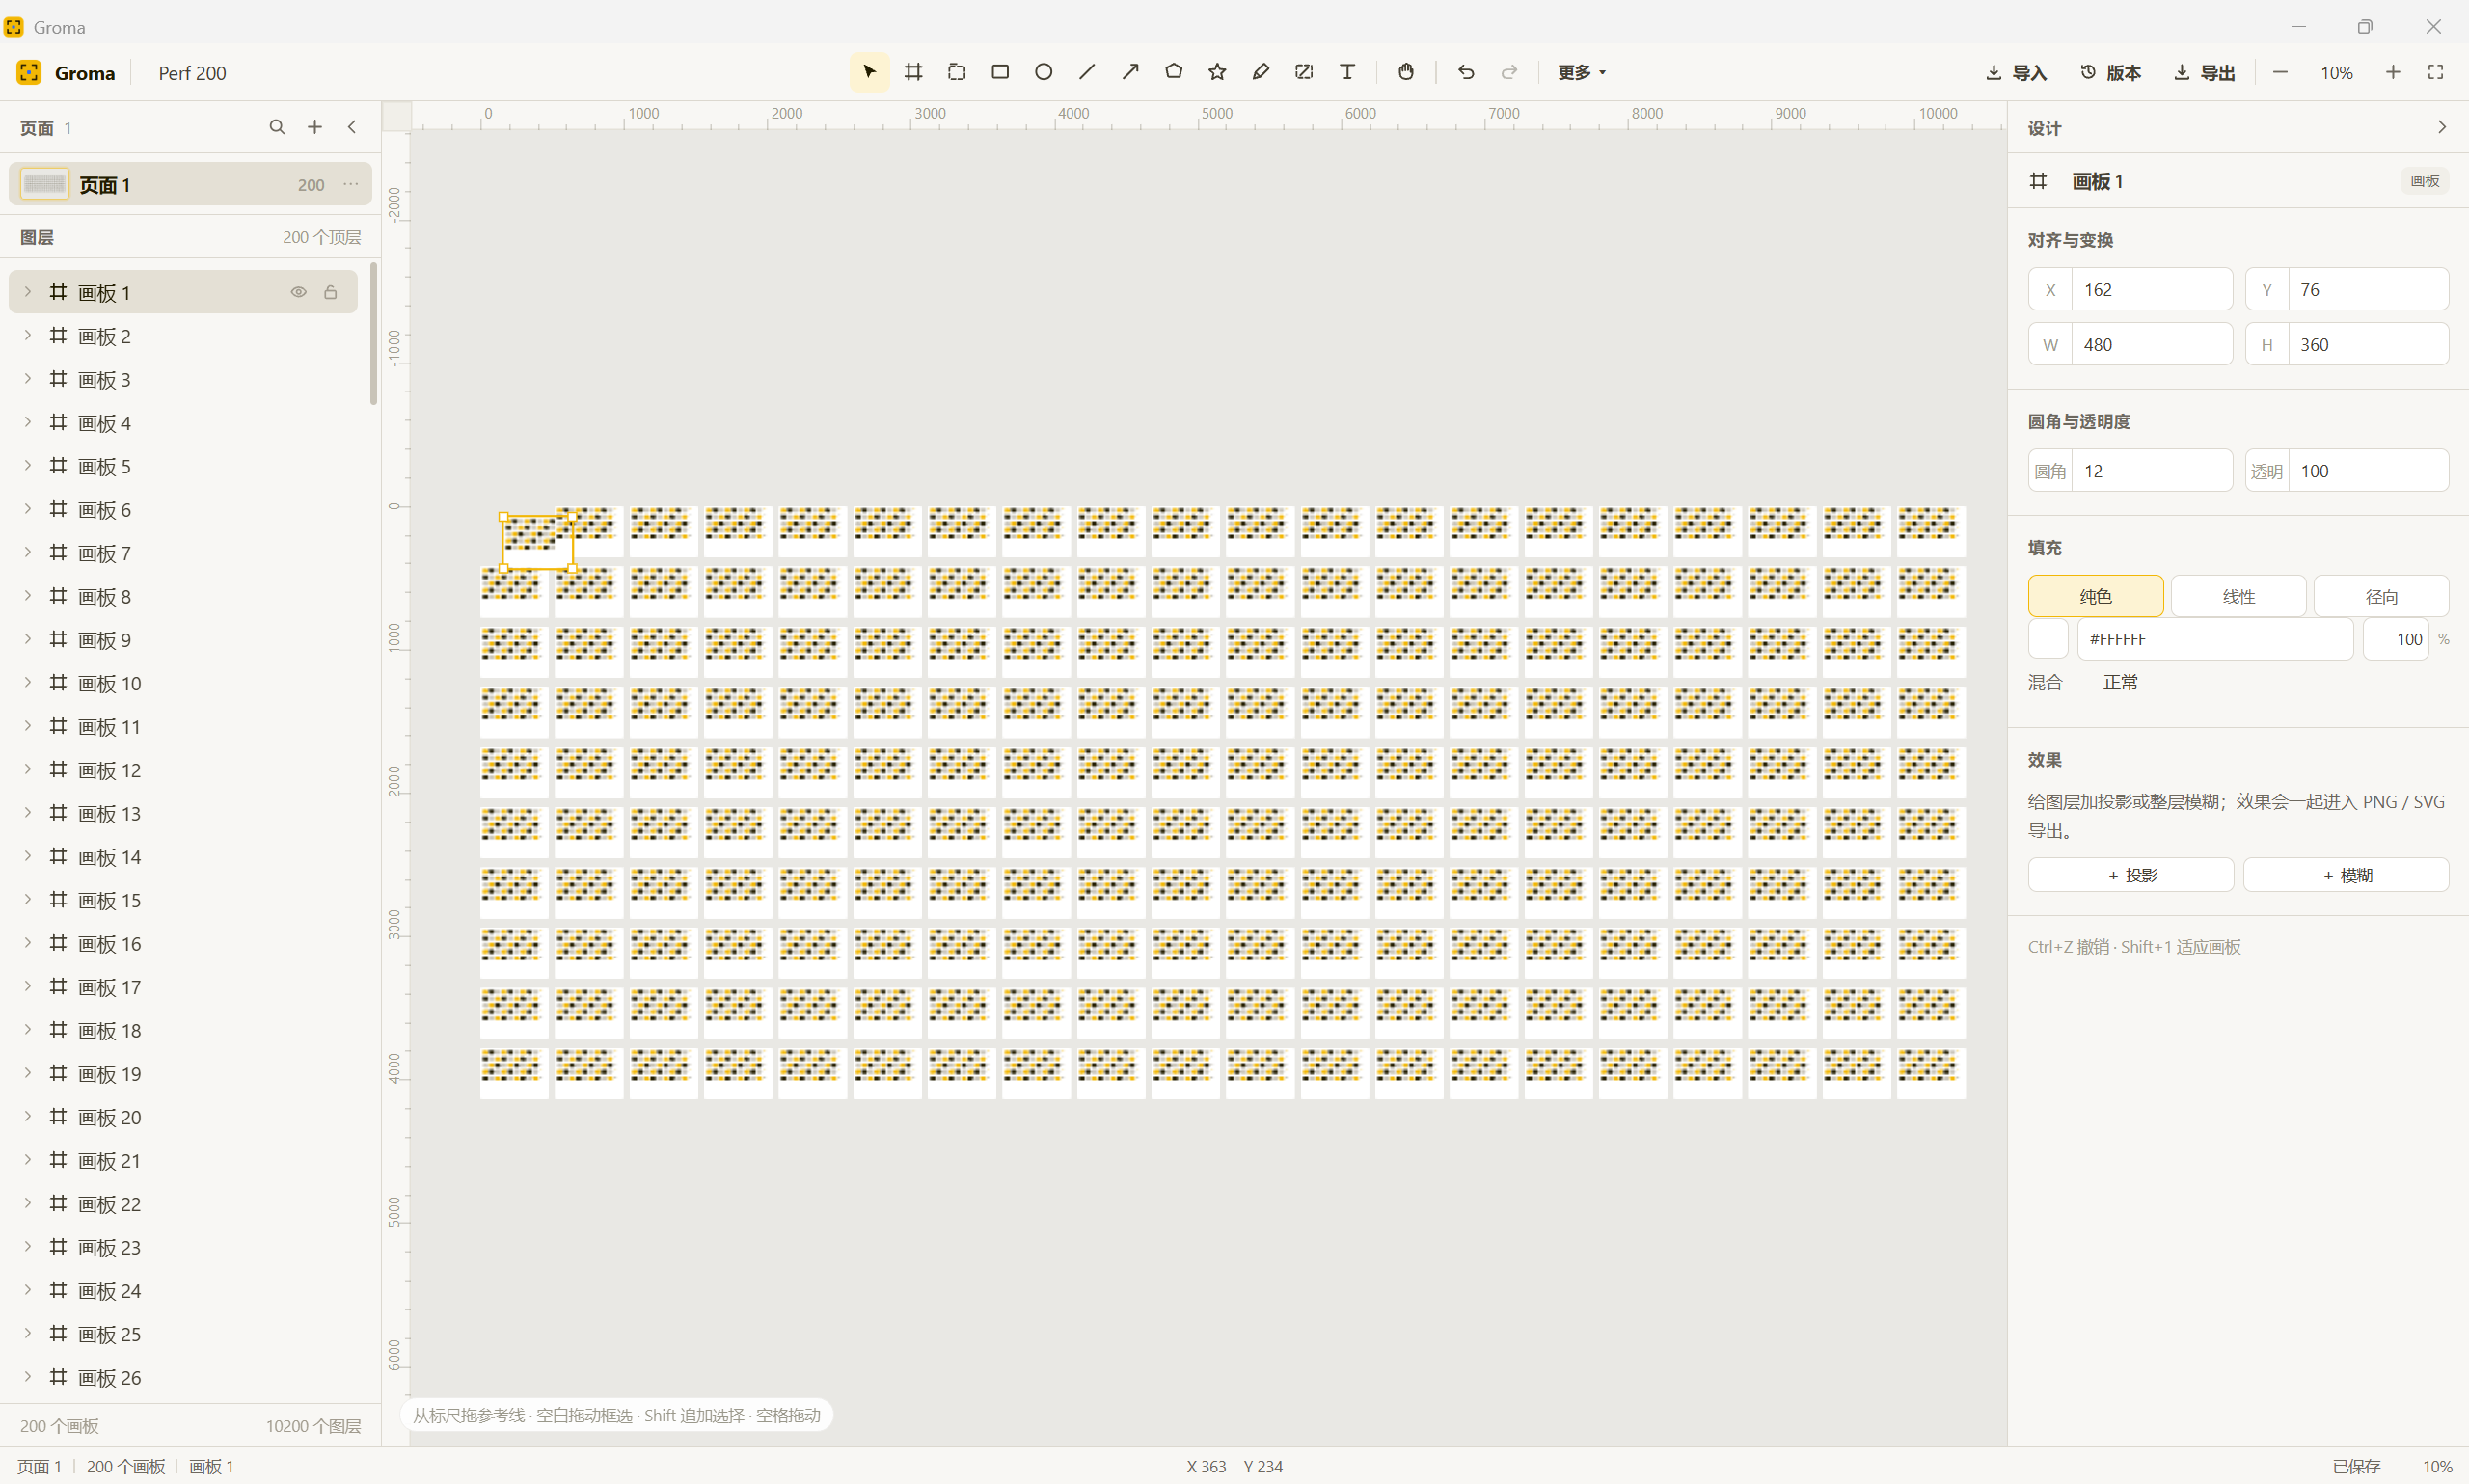 Groma
Groma
Perf 200
更多
导入
版本
导出
10%
页面 1
页面 1
200
图层
200 个顶层
画板 1
画板 2
画板 3
画板 4
画板 5
画板 6
画板 7
画板 8
画板 9
画板 10
画板 11
画板 12
画板 13
画板 14
画板 15
画板 16
画板 17
画板 18
画板 19
画板 20
画板 21
画板 22
画板 23
画板 24
画板 25
画板 26
200 个画板
10200 个图层
0 1000 2000 3000 4000 5000 6000 7000 8000 9000 10000
-2000
-1000
0
1000
2000
3000
4000
5000
6000
从标尺拖参考线 · 空白拖动框选 · Shift 追加选择 · 空格拖动
设计
画板 1
画板
对齐与变换
X 162
Y 76
W 480
H 360
圆角与透明度
圆角 12
透明 100
填充
纯色
线性
径向
#FFFFFF
100 %
混合 正常
效果
给图层加投影或整层模糊；效果会一起进入 PNG / SVG
导出。
+ 投影
+ 模糊
Ctrl+Z 撤销 · Shift+1 适应画板
页面 1
200 个画板
画板 1
X 363 Y 234
已保存
10%